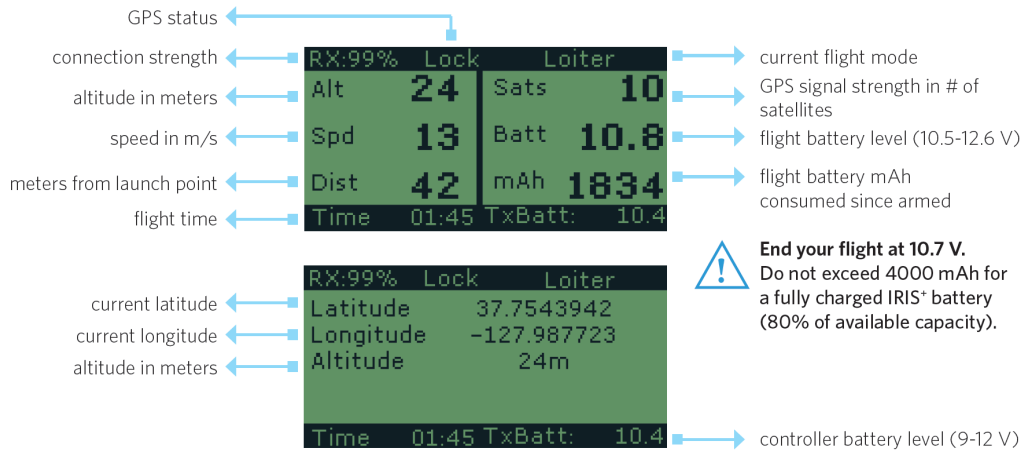 GPS status
connection strength
altitude in meters
speed in m/s
meters from launch point
flight time
RX:99% Lock Loiter
Alt 24 Sats 10
Spd 13 Batt 10.8
Dist 42 mAh 1834
Time 01:45 TxBatt: 10.4
current flight mode
GPS signal strength in # of
satellites
flight battery level (10.5-12.6 V)
flight battery mAh
consumed since armed
End your flight at 10.7 V.
Do not exceed 4000 mAh for
a fully charged IRIS+ battery
(80% of available capacity).
current latitude
current longitude
altitude in meters
RX:99% Lock Loiter
Latitude 37.7543942
Longitude -127.987723
Altitude 24m
Time 01:45 TxBatt: 10.4
controller battery level (9-12 V)